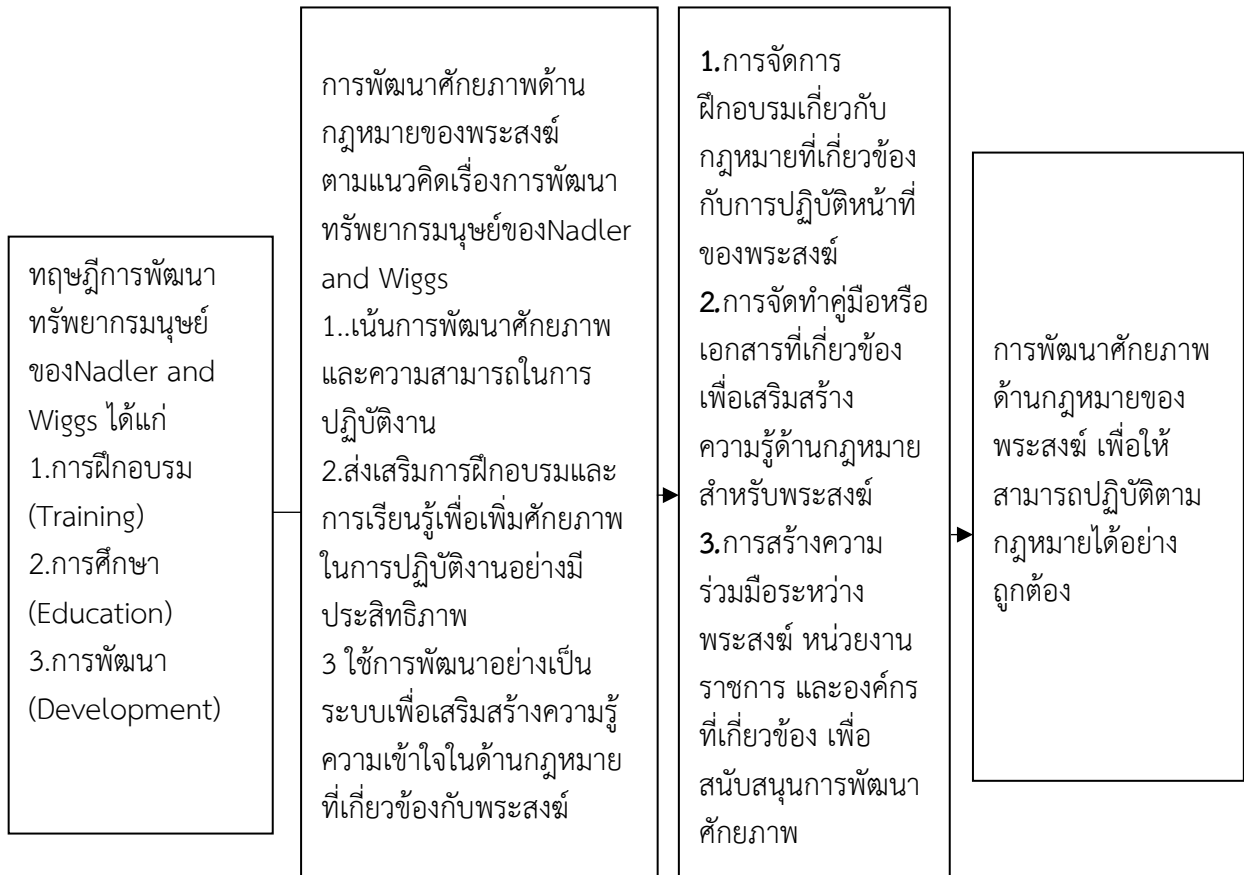 ทฤษฎีการพัฒนา
ทรัพยากรมนุษย์
ของNadler and
Wiggs ได้แก่
1.การฝึกอบรม
(Training)
2.การศึกษา
(Education)
3.การพัฒนา
(Development)
การพัฒนาศักยภาพด้าน
กฎหมายของพระสงฆ์
ตามแนวคิดเรื่องการพัฒนา
ทรัพยากรมนุษย์ของNadler
and Wiggs
1..เน้นการพัฒนาศักยภาพ
และความสามารถในการ
ปฏิบัติงาน
2.ส่งเสริมการฝึกอบรมและ
การเรียนรู้เพื่อเพิ่มศักยภาพ
ในการปฏิบัติงานอย่างมี
ประสิทธิภาพ
3 ใช้การพัฒนาอย่างเป็น
ระบบเพื่อเสริมสร้างความรู้
ความเข้าใจในด้านกฎหมาย
ที่เกี่ยวข้องกับพระสงฆ์
1.การจัดการ
ฝึกอบรมเกี่ยวกับ
กฎหมายที่เกี่ยวข้อง
กับการปฏิบัติหน้าที่
ของพระสงฆ์
2.การจัดทำคู่มือหรือ
เอกสารที่เกี่ยวข้อง
เพื่อเสริมสร้าง
ความรู้ด้านกฎหมาย
สำหรับพระสงฆ์
3.การสร้างความ
ร่วมมือระหว่าง
พระสงฆ์ หน่วยงาน
ราชการ และองค์กร
ที่เกี่ยวข้อง เพื่อ
สนับสนุนการพัฒนา
ศักยภาพ
การพัฒนาศักยภาพ
ด้านกฎหมายของ
พระสงฆ์ เพื่อให้
สามารถปฏิบัติตาม
กฎหมายได้อย่าง
ถูกต้อง